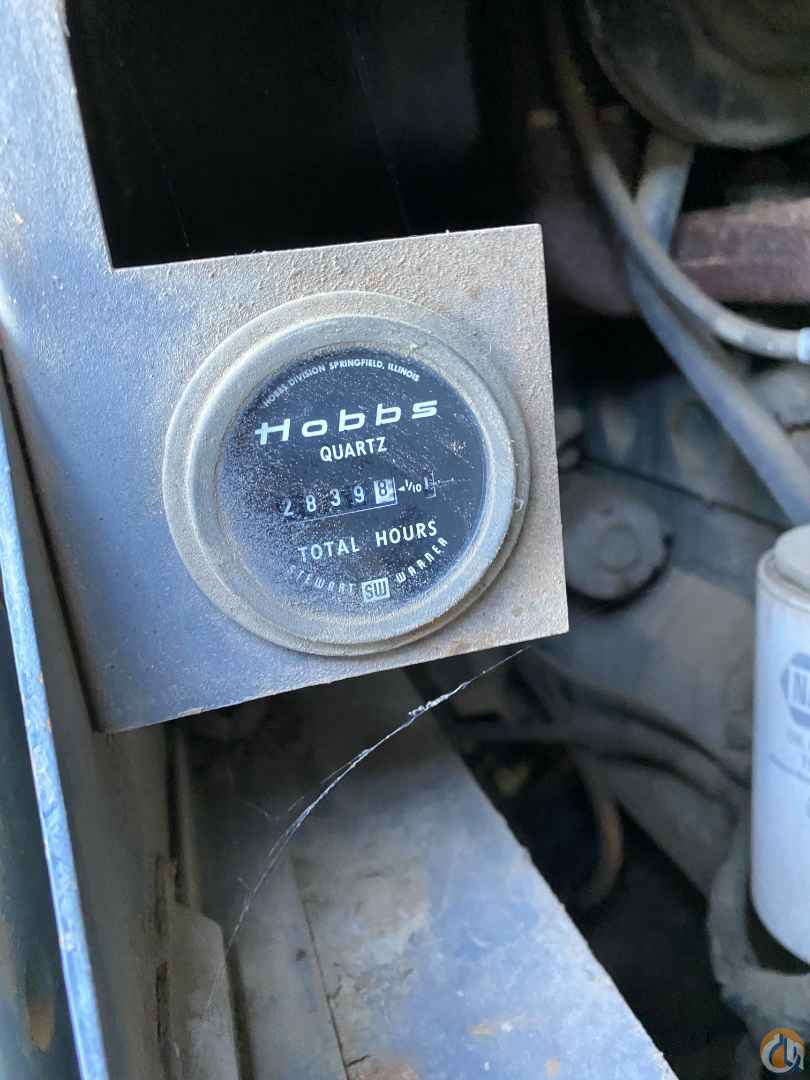 HOBBS DIVISION SPRINGFIELD, ILLINOIS
Hobbs
QUARTZ
28398 ◄1/10
TOTAL HOURS
STEWART SW WARNER